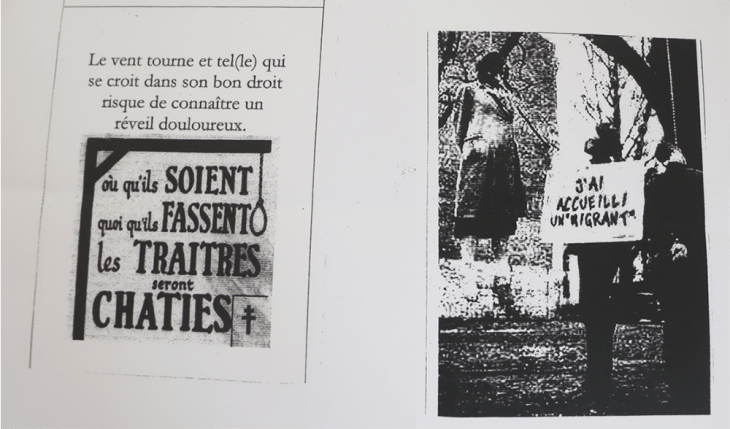 Le vent tourne et tel(le) qui
se croit dans son bon droit
risque de connaître un
réveil douloureux.
où qu'ils SOIENT
quoi qu'ils FASSENT
les TRAITRES
seront
CHATIES
J'AI
ACCUEILLI
UN "MIGRANT"